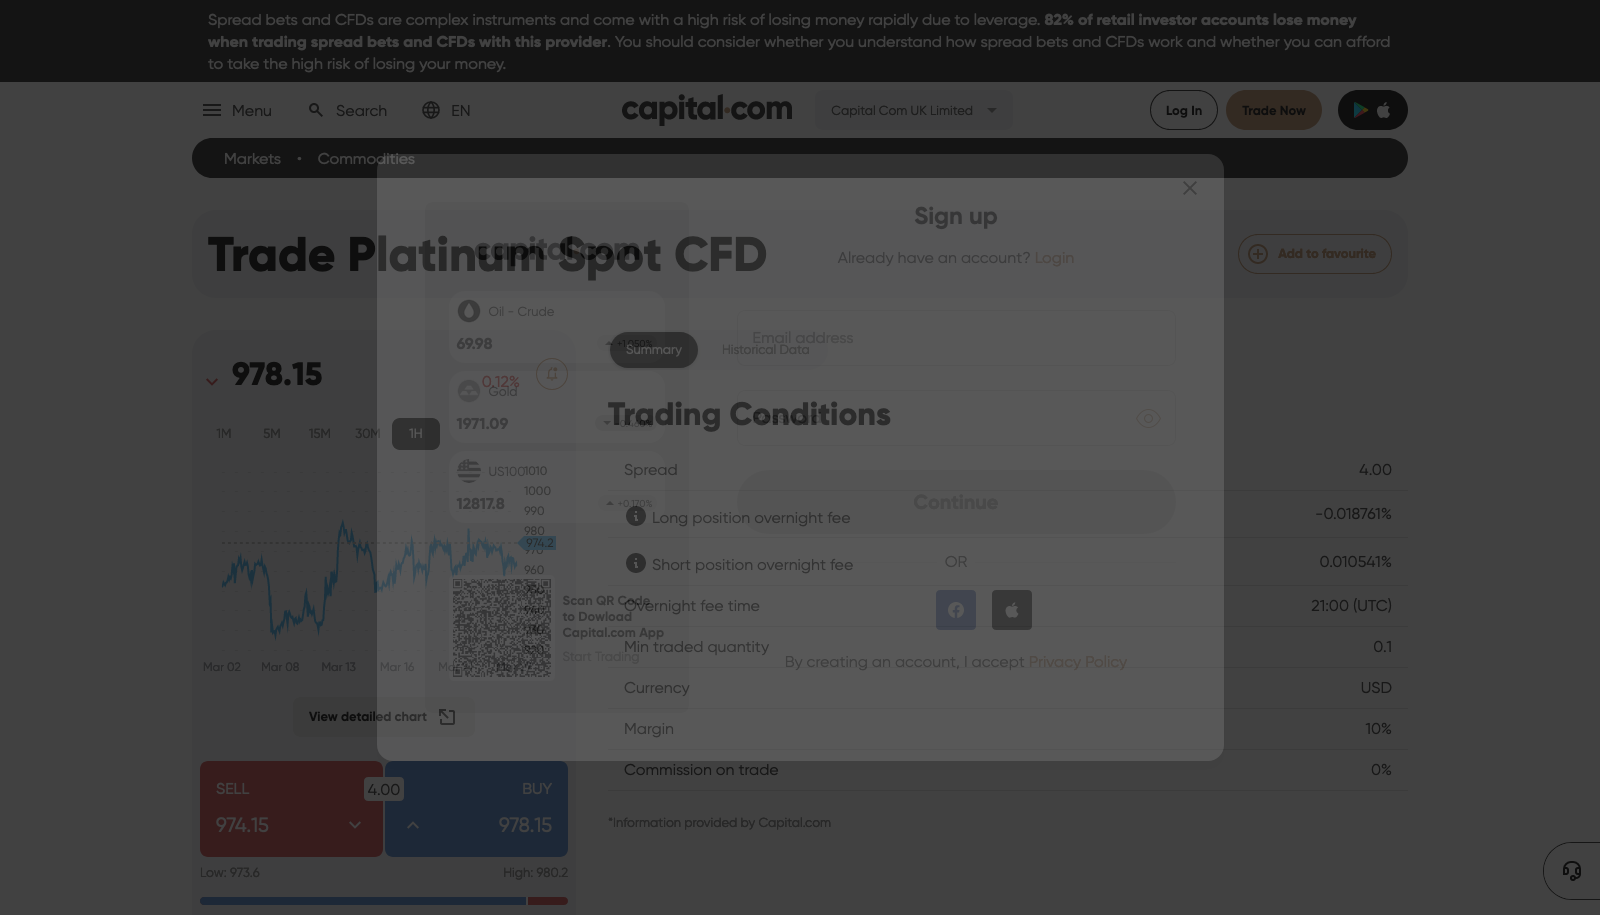 Spread bets and CFDs are complex instruments and come with a high risk of losing money rapidly due to leverage. 82% of retail investor accounts lose money
when trading spread bets and CFDs with this provider. You should consider whether you understand how spread bets and CFDs work and whether you can afford
to take the high risk of losing your money.
Menu
Search
EN
capital.com
Capital Com UK Limited
Log In
Trade Now
Markets • Commodities
Trade Platinum Spot CFD
Add to favourite
978.15
0.12%
1M
5M
15M
30M
1H
1010
1000
990
980
974.2
970
960
Mar 02
Mar 08
Mar 13
Mar 16
View detailed chart
SELL
974.15
4.00
BUY
978.15
Low: 973.6
High: 980.2
Summary
Historical Data
Trading Conditions
Spread 4.00
Long position overnight fee -0.018761%
Short position overnight fee 0.010541%
Overnight fee time 21:00 (UTC)
Min traded quantity 0.1
Currency USD
Margin 10%
Commission on trade 0%
*Information provided by Capital.com
capital.com
Oil - Crude
69.98
Gold
1971.09
US100
12817.8
+0.170%
Scan QR Code
to Dowload
Capital.com App
Start Trading
Sign up
Already have an account? Login
Email address
Continue
OR
By creating an account, I accept Privacy Policy